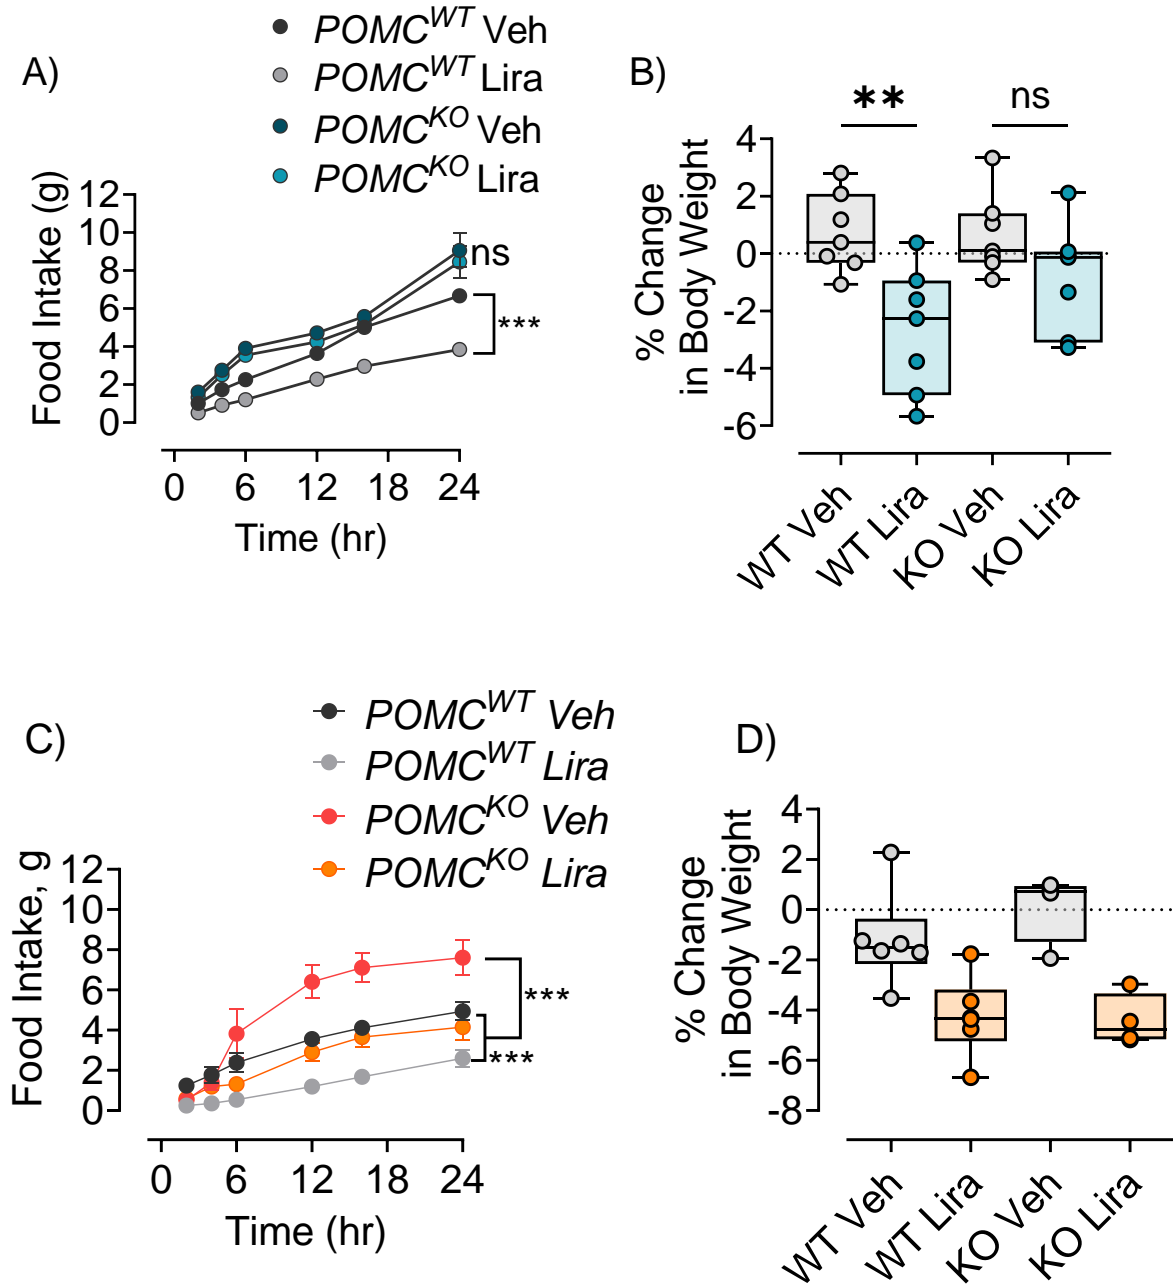 A)
POMC^WT Veh
POMC^WT Lira
POMC^KO Veh
POMC^KO Lira
Food Intake (g)
12
10
8
6
4
2
0
ns
***
0 6 12 18 24
Time (hr)
B)
** ns
% Change
in Body Weight
4
2
0
-2
-4
-6
WT Veh
WT Lira
KO Veh
KO Lira
C)
POMC^WT Veh
POMC^WT Lira
POMC^KO Veh
POMC^KO Lira
Food Intake, g
12
10
8
6
4
2
0
***
***
0 6 12 18 24
Time (hr)
D)
% Change
in Body Weight
4
2
0
-2
-4
-6
-8
WT Veh
WT Lira
KO Veh
KO Lira